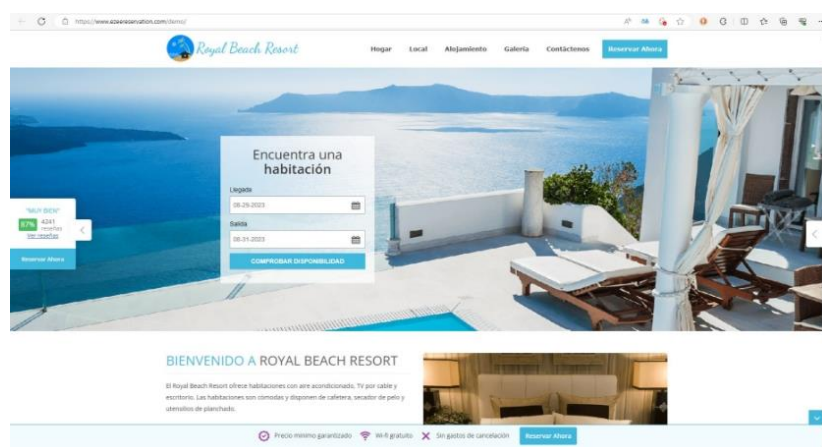 https://www.ezeereservation.com/demo/
Royal Beach Resort
Hogar Local Alojamiento Galería Contáctenos Reservar Ahora
Encuentra una
habitación
Llegada
08-29-2023
Salida
08-31-2023
COMPROBAR DISPONIBILIDAD
"MUY BIEN"
87% 4241
reseñas
Ver reseñas
Reservar Ahora
BIENVENIDO A ROYAL BEACH RESORT
El Royal Beach Resort ofrece habitaciones con aire acondicionado, TV por cable y
escritorio. Las habitaciones son cómodas y disponen de cafetera, secador de pelo y
utensilios de planchado.
Precio mínimo garantizado Wi-fi gratuito Sin gastos de cancelación Reservar Ahora